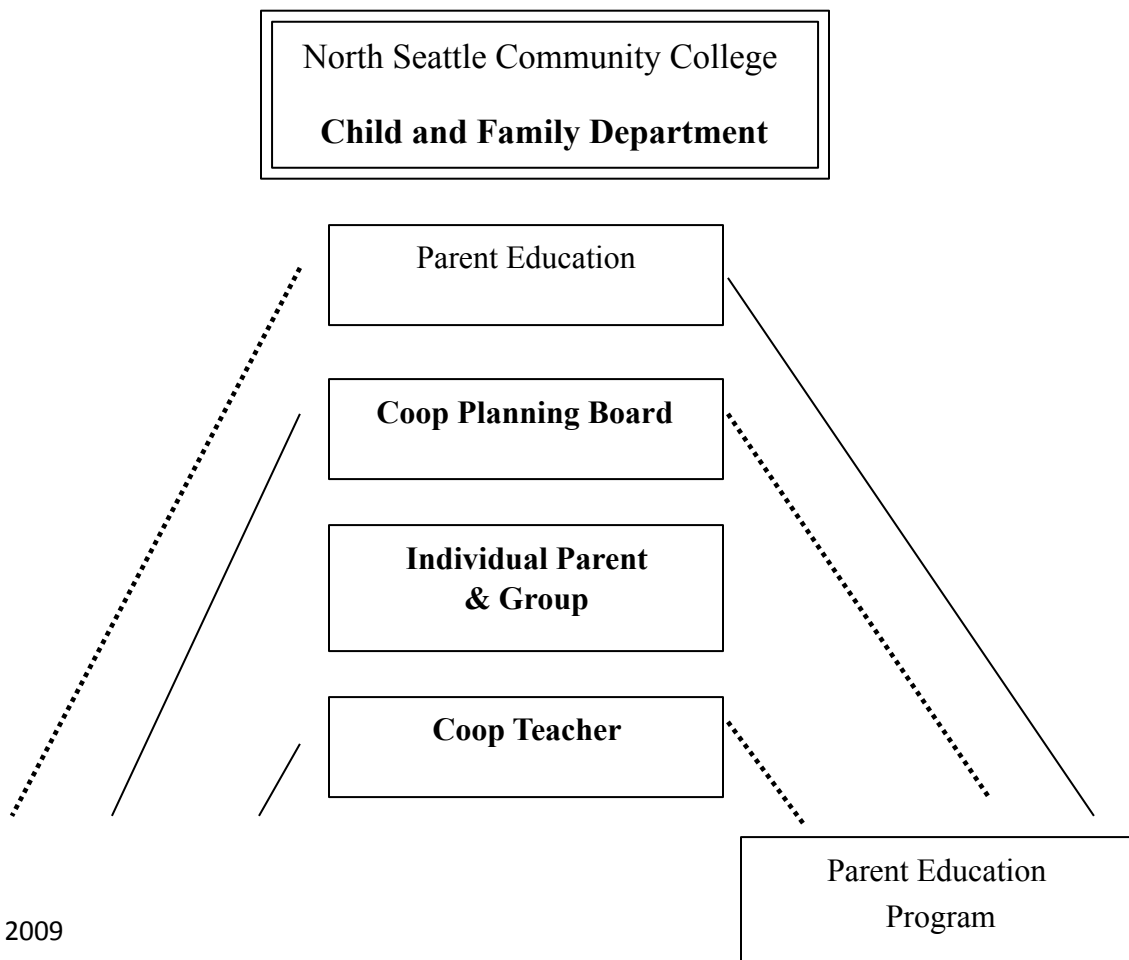 North Seattle Community College
Child and Family Department
Parent Education
Coop Planning Board
Individual Parent
& Group
Coop Teacher
Parent Education
Program
2009